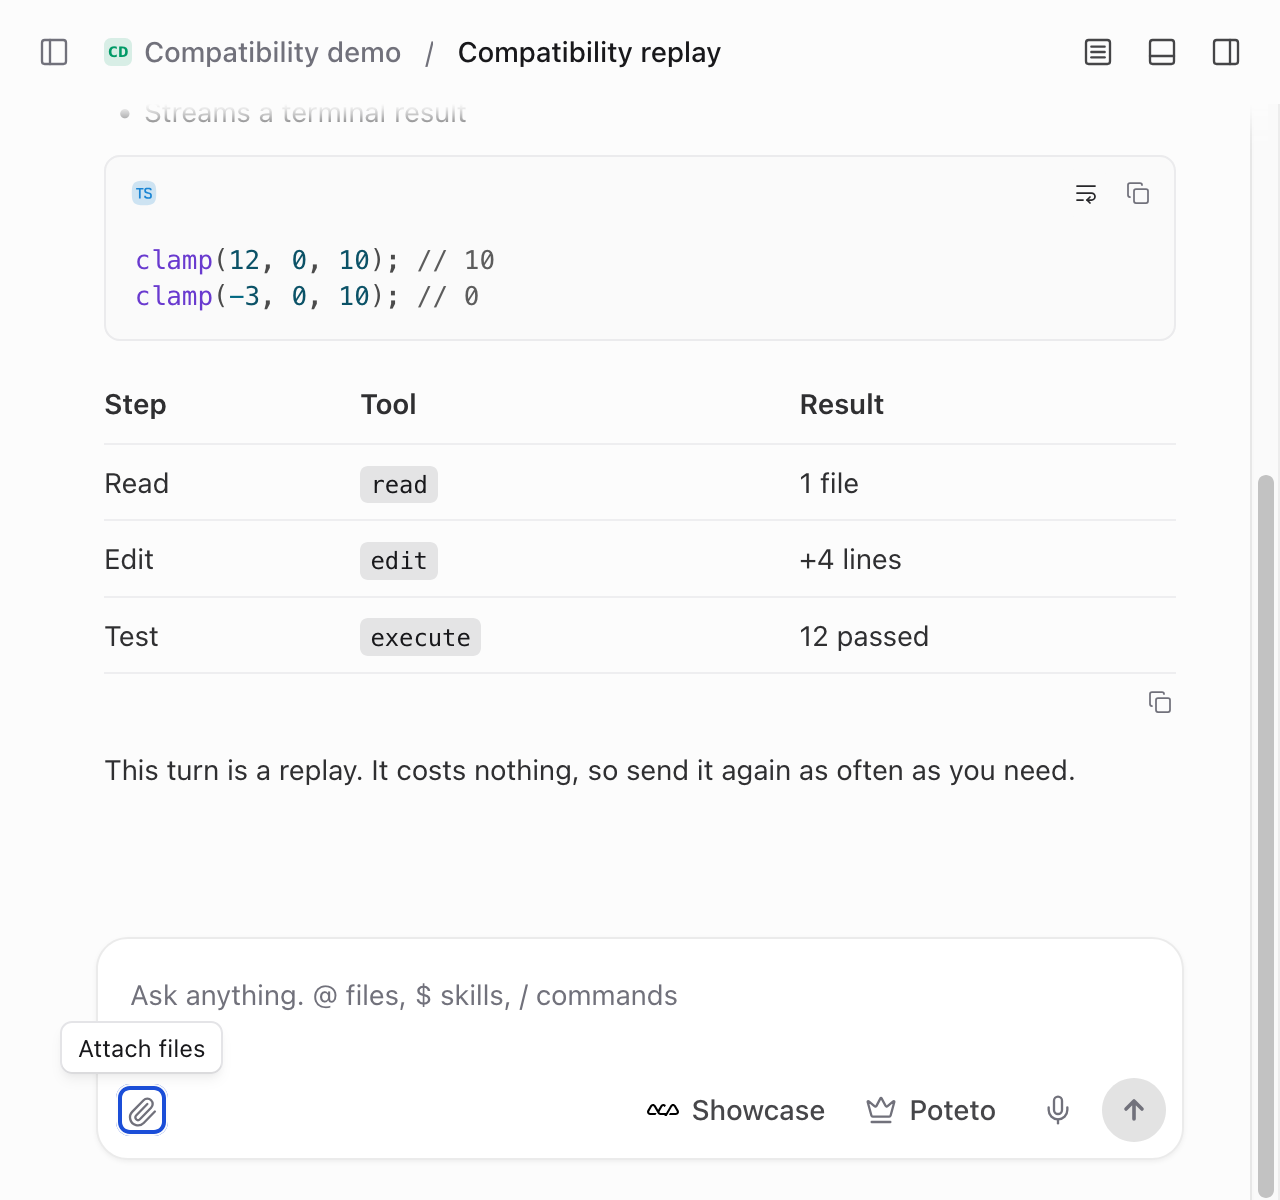 CD Compatibility demo / Compatibility replay
• Streams a terminal result
TS
clamp(12, 0, 10); // 10
clamp(-3, 0, 10); // 0
Step Tool Result
Read read 1 file
Edit edit +4 lines
Test execute 12 passed
This turn is a replay. It costs nothing, so send it again as often as you need.
Ask anything. @ files, $ skills, / commands
Attach files
Showcase Poteto